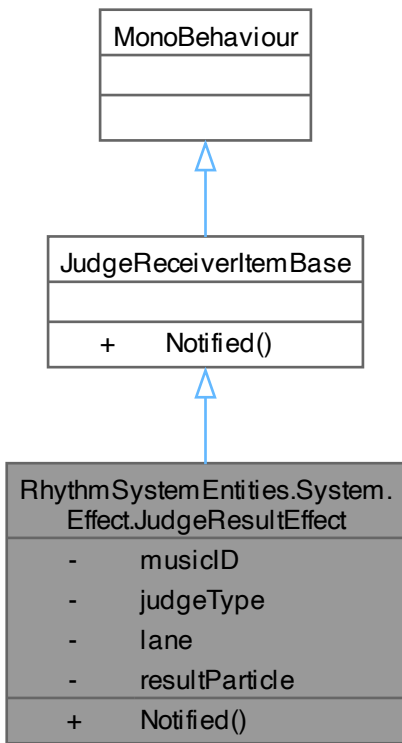 MonoBehaviour
JudgeReceiverItemBase
+ Notified()
RhythmSystemEntities.System.
Effect.JudgeResultEffect
- musicID
- judgeType
- lane
- resultParticle
+ Notified()